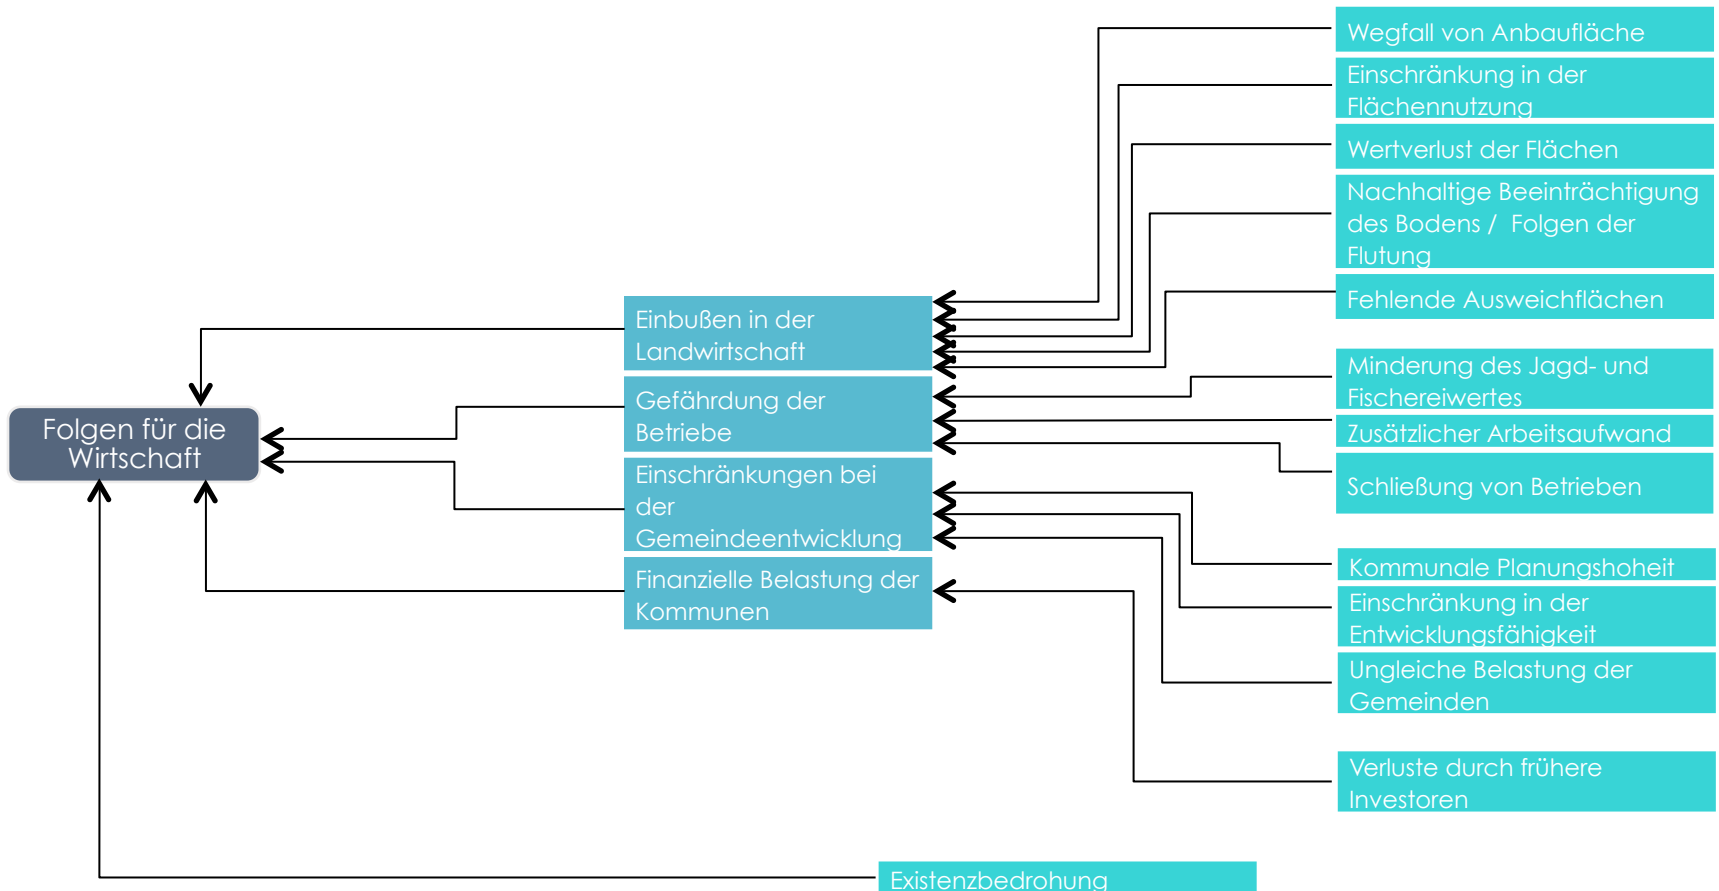 Folgen für die
Wirtschaft
Einbußen in der
Landwirtschaft
Gefährdung der
Betriebe
Einschränkungen bei
der
Gemeindeentwicklung
Finanzielle Belastung der
Kommunen
Wegfall von Anbaufläche
Einschränkung in der
Flächennutzung
Wertverlust der Flächen
Nachhaltige Beeinträchtigung
des Bodens / Folgen der
Flutung
Fehlende Ausweichflächen
Minderung des Jagd- und
Fischereiwertes
Zusätzlicher Arbeitsaufwand
Schließung von Betrieben
Kommunale Planungshoheit
Einschränkung in der
Entwicklungsfähigkeit
Ungleiche Belastung der
Gemeinden
Verluste durch frühere
Investoren
Existenzbedrohung